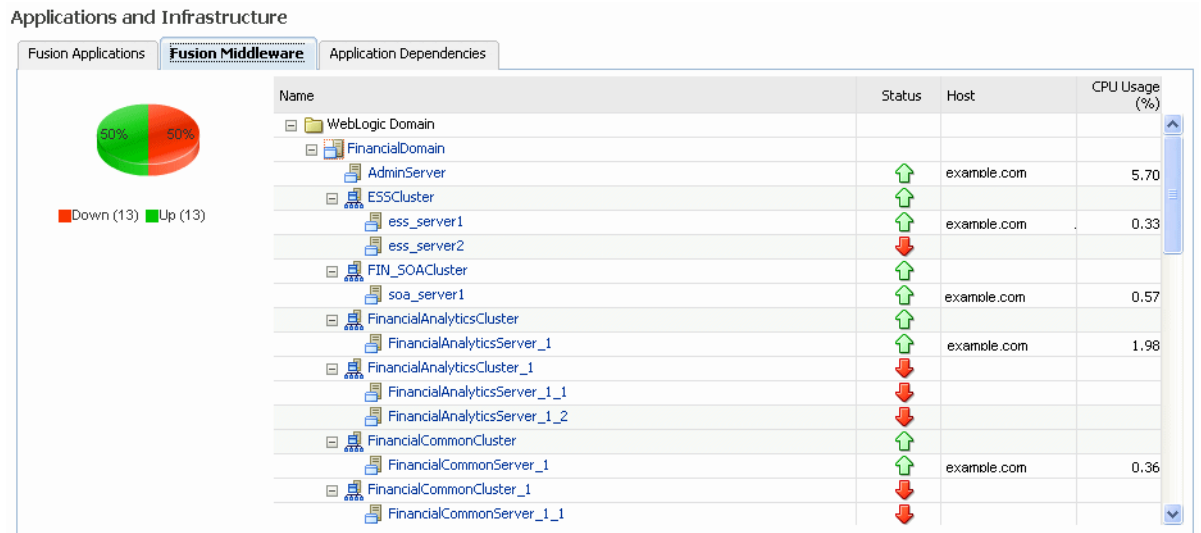 Applications and Infrastructure
Fusion Applications Fusion Middleware Application Dependencies
Name Status Host CPU Usage (%)
50% 50%
Down (13) Up (13)
WebLogic Domain
FinancialDomain
AdminServer example.com 5.70
ESSCluster
ess_server1 example.com . 0.33
ess_server2
FIN_SOACluster
soa_server1 example.com 0.57
FinancialAnalyticsCluster
FinancialAnalyticsServer_1 example.com 1.98
FinancialAnalyticsCluster_1
FinancialAnalyticsServer_1_1
FinancialAnalyticsServer_1_2
FinancialCommonCluster
FinancialCommonServer_1 example.com 0.36
FinancialCommonCluster_1
FinancialCommonServer_1_1